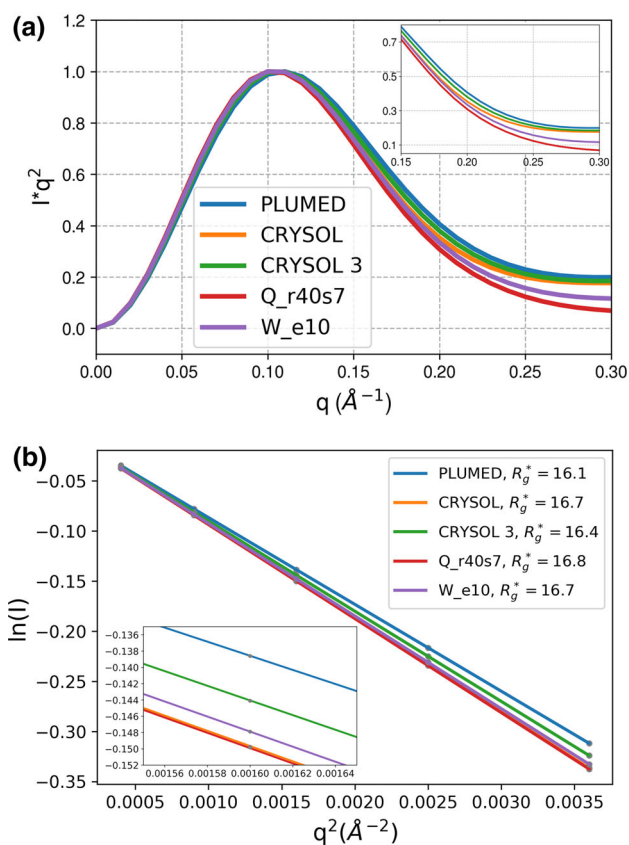 (a)
I*q²
1.2
1.0
0.8
0.6
0.4
0.2
0.0
0.00 0.05 0.10 0.15 0.20 0.25 0.30
q (Å⁻¹)
PLUMED
CRYSOL
CRYSOL 3
Q_r40s7
W_e10
0.7
0.5
0.3
0.1
0.15 0.20 0.25 0.30
(b)
ln(I)
−0.05
−0.10
−0.15
−0.20
−0.25
−0.30
−0.35
0.0005 0.0010 0.0015 0.0020 0.0025 0.0030 0.0035
q²(Å⁻²)
PLUMED, R_g^* = 16.1
CRYSOL, R_g^* = 16.7
CRYSOL 3, R_g^* = 16.4
Q_r40s7, R_g^* = 16.8
W_e10, R_g^* = 16.7
−0.136
−0.138
−0.140
−0.142
−0.144
−0.146
−0.148
−0.150
−0.152
0.00156 0.00158 0.00160 0.00162 0.00164